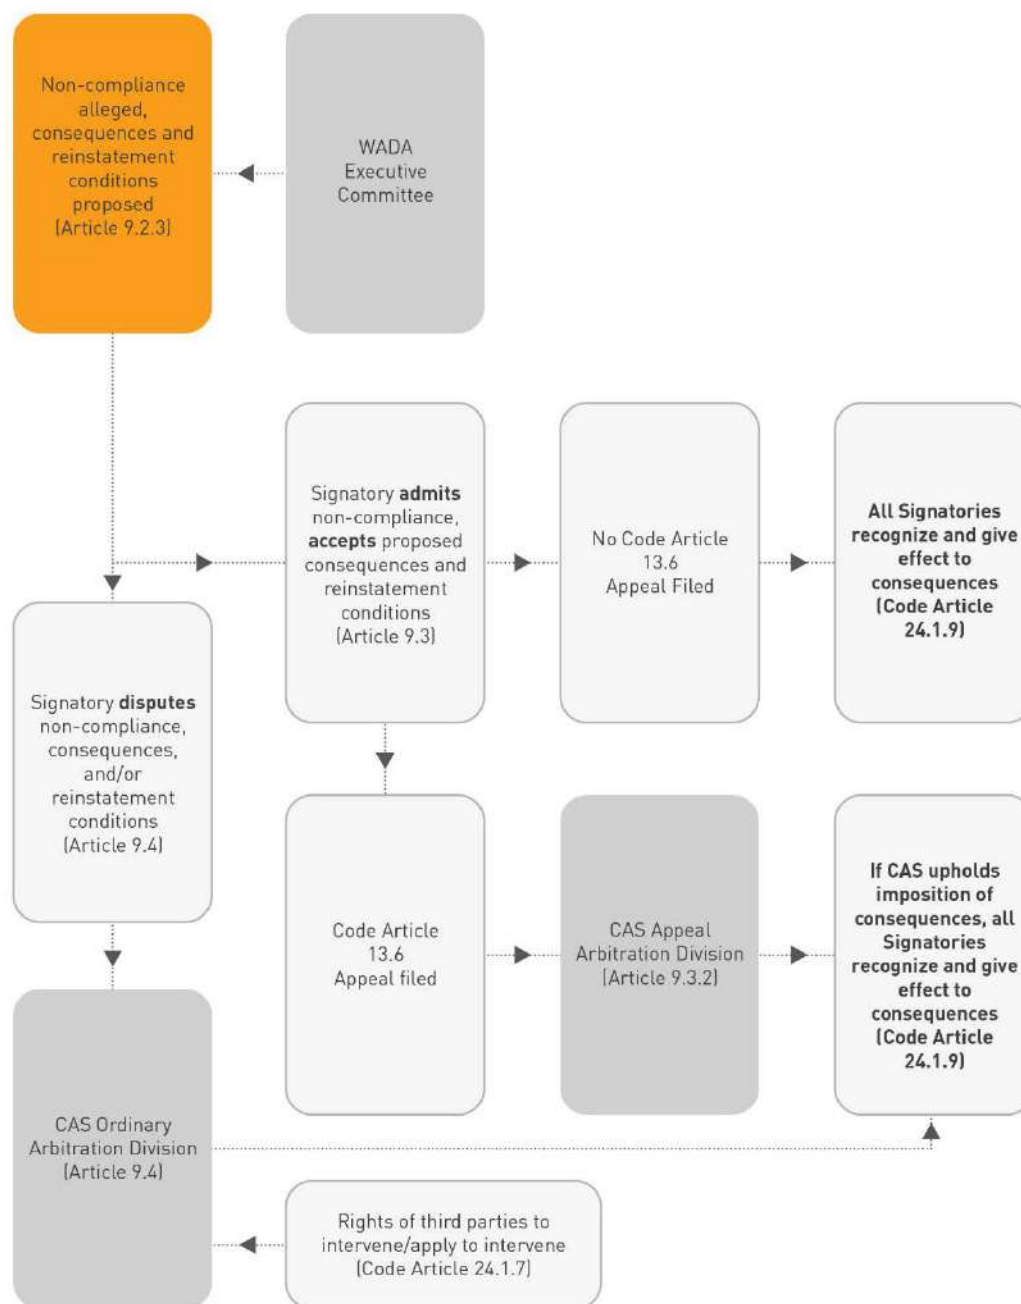 Non-compliance
alleged,
consequences and
reinstatement
conditions
proposed
(Article 9.2.3)
WADA
Executive
Committee
Signatory admits
non-compliance,
accepts proposed
consequences and
reinstatement
conditions
(Article 9.3)
No Code Article
13.6
Appeal Filed
All Signatories
recognize and give
effect to
consequences
(Code Article
24.1.9)
Signatory disputes
non-compliance,
consequences,
and/or
reinstatement
conditions
(Article 9.4)
Code Article
13.6
Appeal filed
CAS Appeal
Arbitration Division
(Article 9.3.2)
If CAS upholds
imposition of
consequences, all
Signatories
recognize and give
effect to
consequences
(Code Article
24.1.9)
CAS Ordinary
Arbitration Division
(Article 9.4)
Rights of third parties to
intervene/apply to intervene
(Code Article 24.1.7)